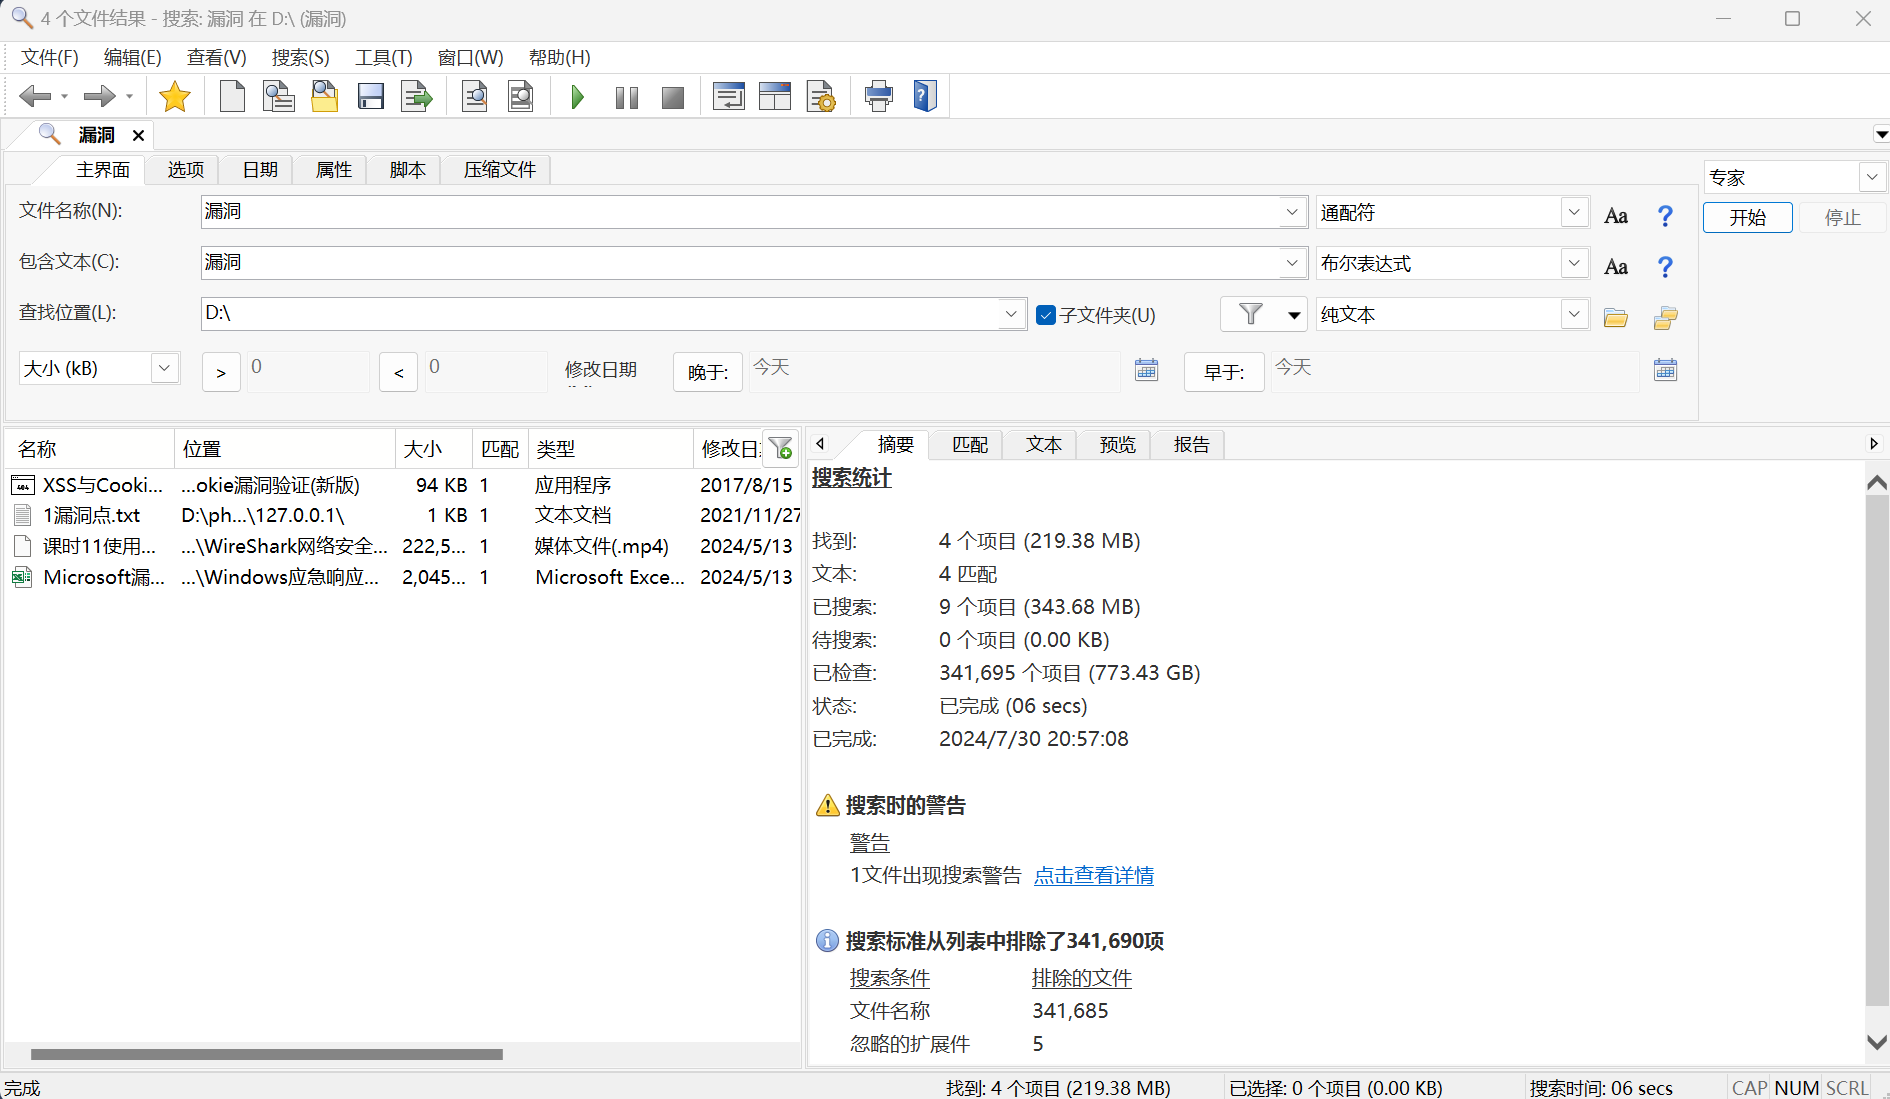 4 个文件结果 - 搜索: 漏洞 在 D:\ (漏洞)
文件(F) 编辑(E) 查看(V) 搜索(S) 工具(T) 窗口(W) 帮助(H)
漏洞
主界面 选项 日期 属性 脚本 压缩文件
专家
文件名称(N): 漏洞 通配符 Aa ?
开始 停止
包含文本(C): 漏洞 布尔表达式 Aa ?
查找位置(L): D:\ 子文件夹(U) 纯文本
大小 (kB) > 0 < 0 修改日期 晚于: 今天 早于: 今天
名称 位置 大小 匹配 类型 修改日
XSS与Cooki... ...okie漏洞验证(新版) 94 KB 1 应用程序 2017/8/15
1漏洞点.txt D:\ph...\127.0.0.1\ 1 KB 1 文本文档 2021/11/27
课时11使用... ...\WireShark网络安全... 222,5... 1 媒体文件(.mp4) 2024/5/13
Microsoft漏... ...\Windows应急响应... 2,045... 1 Microsoft Exce... 2024/5/13
摘要 匹配 文本 预览 报告
搜索统计
找到: 4 个项目 (219.38 MB)
文本: 4 匹配
已搜索: 9 个项目 (343.68 MB)
待搜索: 0 个项目 (0.00 KB)
已检查: 341,695 个项目 (773.43 GB)
状态: 已完成 (06 secs)
已完成: 2024/7/30 20:57:08
搜索时的警告
警告
1文件出现搜索警告 点击查看详情
搜索标准从列表中排除了341,690项
搜索条件 排除的文件
文件名称 341,685
忽略的扩展件 5
完成 找到: 4 个项目 (219.38 MB) 已选择: 0 个项目 (0.00 KB) 搜索时间: 06 secs CAP NUM SCRL